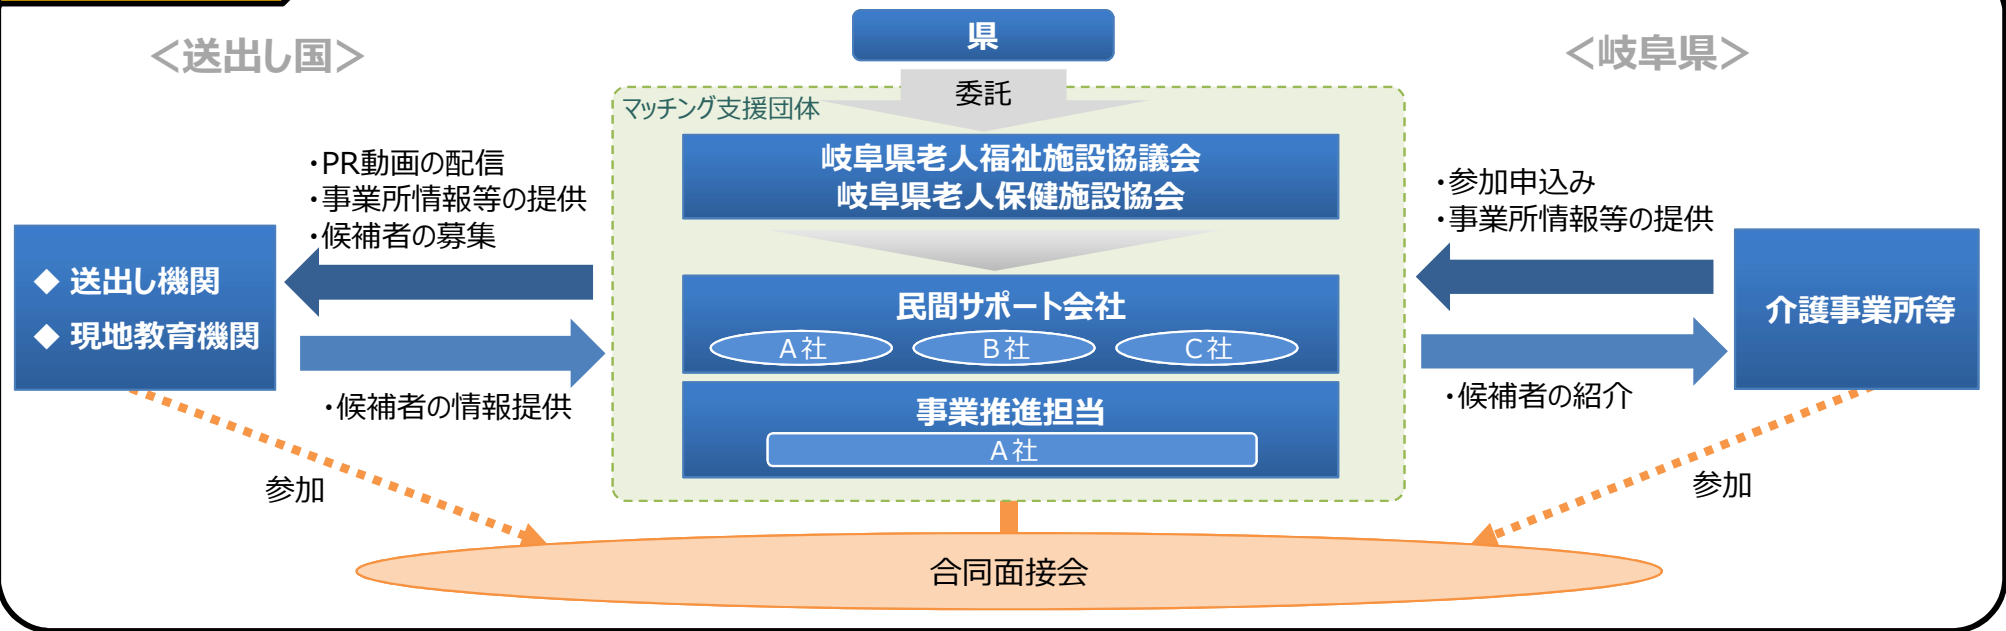 県
＜送出し国＞
＜岐阜県＞
委託
マッチング支援団体
岐阜県老人福祉施設協議会
岐阜県老人保健施設協会
・PR動画の配信
・事業所情報等の提供
・候補者の募集
・参加申込み
・事業所情報等の提供
◆ 送出し機関
◆ 現地教育機関
民間サポート会社
A社
B社
C社
介護事業所等
・候補者の情報提供
・候補者の紹介
事業推進担当
A社
参加
参加
合同面接会